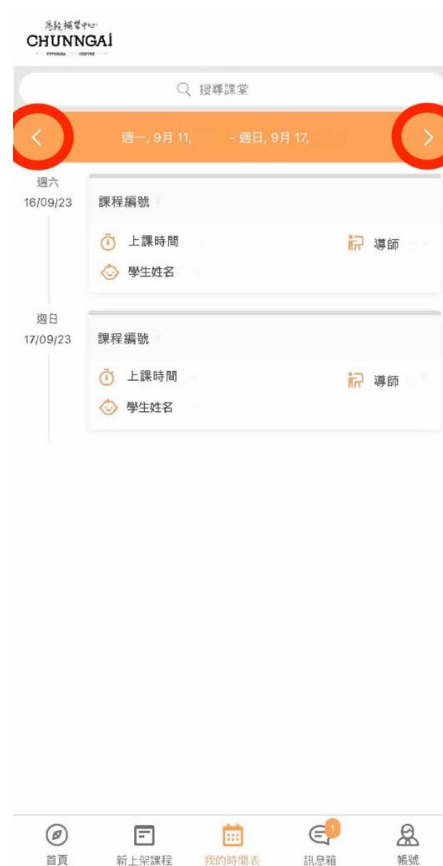 CHUNNGAI
搜尋課堂
週一, 9月 11, - 週日, 9月 17,
週六
16/09/23
課程編號
上課時間 導師
學生姓名
週日
17/09/23
課程編號
上課時間 導師
學生姓名
1
首頁 新上架課程 我的時間表 訊息箱 帳號